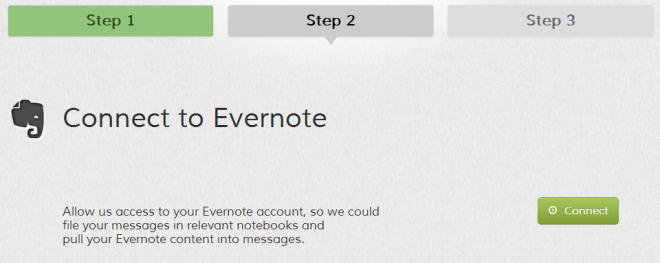 Step 1
Step 2
Step 3
Connect to Evernote
Allow us access to your Evernote account, so we could
file your messages in relevant notebooks and
pull your Evernote content into messages.
Connect